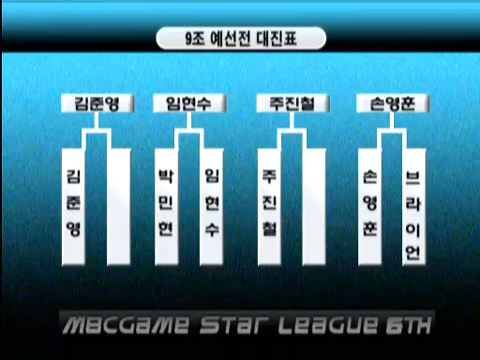 9조 예선전 대진표
김준영 임현수 주진철 손영훈
김준영
박민현
임현수
주진철
손영훈
브라이언
MBCGAME STAR LEAGUE 6TH